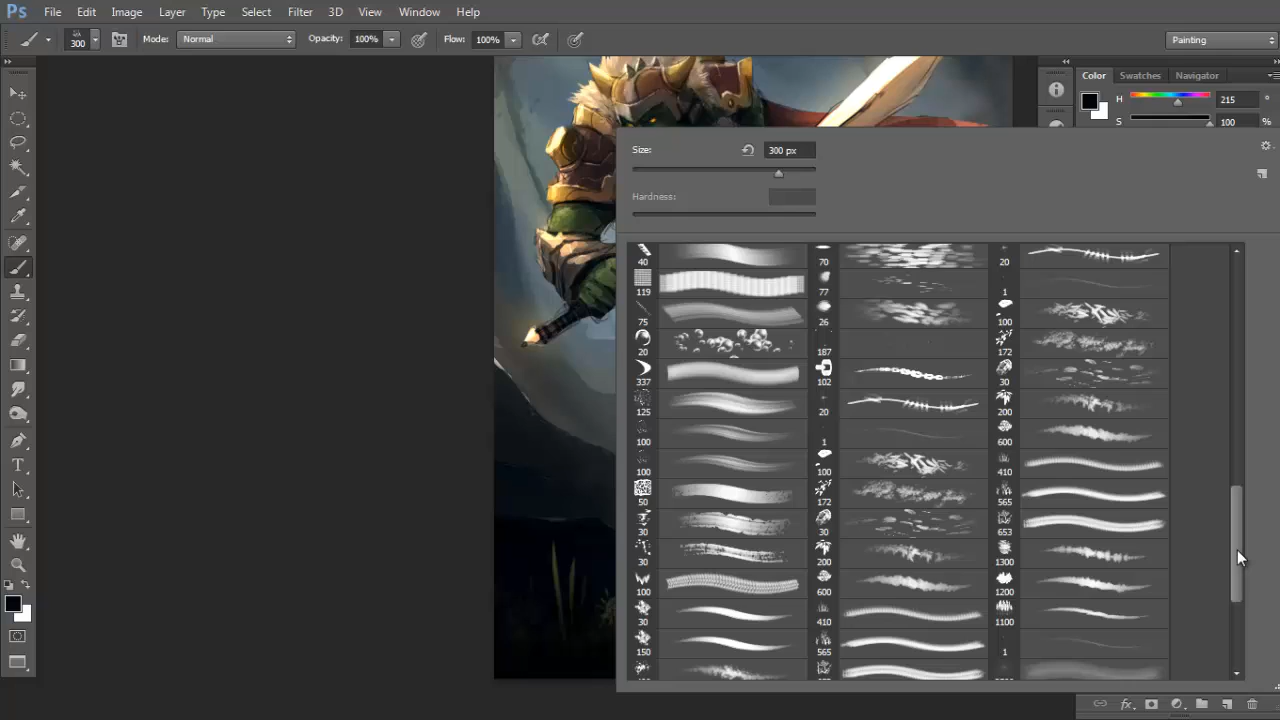 Ps File Edit Image Layer Type Select Filter 3D View Window Help
300 Mode: Normal Opacity: 100% Flow: 100% Painting
Color Swatches Navigator
H 215 °
S 100 %
Size: 300 px
Hardness:
40 70 20
119 77 1
75 26 100
20 187 172
337 102 30
125 20 200
100 1 600
100 100 410
50 172 565
30 30 653
30 200 1300
100 600 1200
30 410 1100
150 565 1
T
fx